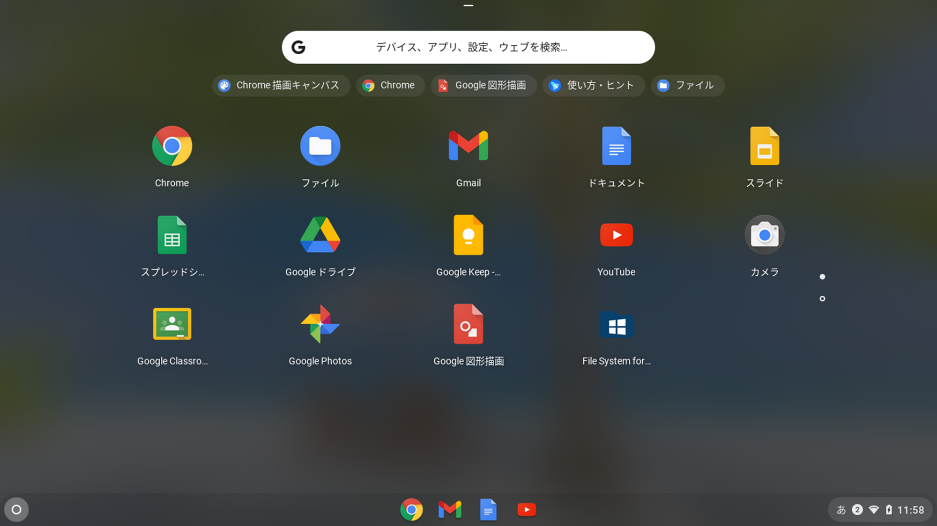 デバイス、アプリ、設定、ウェブを検索...
Chrome 描画キャンバス Chrome Google 図形描画 使い方・ヒント ファイル
Chrome ファイル Gmail ドキュメント スライド
スプレッドシ... Google ドライブ Google Keep -... YouTube カメラ
Google Classro... Google Photos Google 図形描画 File System for...
あ 2 11:58